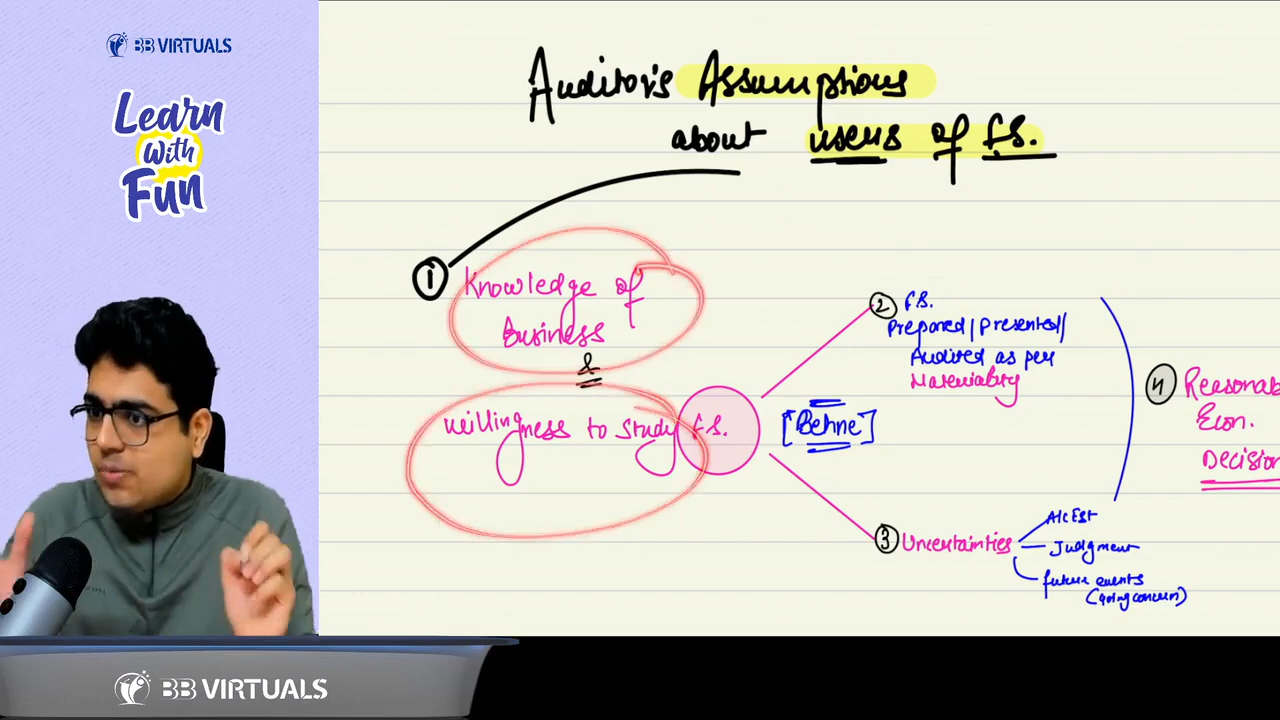 BB VIRTUALS
Learn
With
Fun
Auditor's Assumptions
about users of F.S.
1
Knowledge of
Business
&
Willingness to Study F.S.
2 F.S.
Prepared/Presented/
Audited as per
Materiality
[Behne]
3 Uncertainties
A/c Est
Judgment
future events
(Going concern)
4 Reasonab
Econ.
Decision
BB VIRTUALS